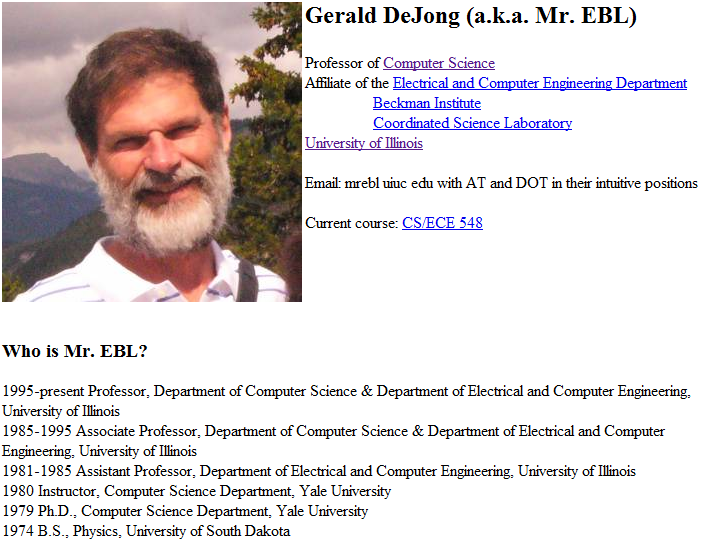 Gerald DeJong (a.k.a. Mr. EBL)
Professor of Computer Science
Affiliate of the Electrical and Computer Engineering Department
Beckman Institute
Coordinated Science Laboratory
University of Illinois
Email: mrebl uiuc edu with AT and DOT in their intuitive positions
Current course: CS/ECE 548
Who is Mr. EBL?
1995-present Professor, Department of Computer Science & Department of Electrical and Computer Engineering,
University of Illinois
1985-1995 Associate Professor, Department of Computer Science & Department of Electrical and Computer
Engineering, University of Illinois
1981-1985 Assistant Professor, Department of Electrical and Computer Engineering, University of Illinois
1980 Instructor, Computer Science Department, Yale University
1979 Ph.D., Computer Science Department, Yale University
1974 B.S., Physics, University of South Dakota